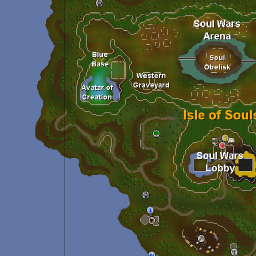 Soul Wars
Arena
Soul
Obelisk
Blue
Base
Western
Graveyard
Avatar of
Creation
Isle of Souls
Soul Wars
Lobby